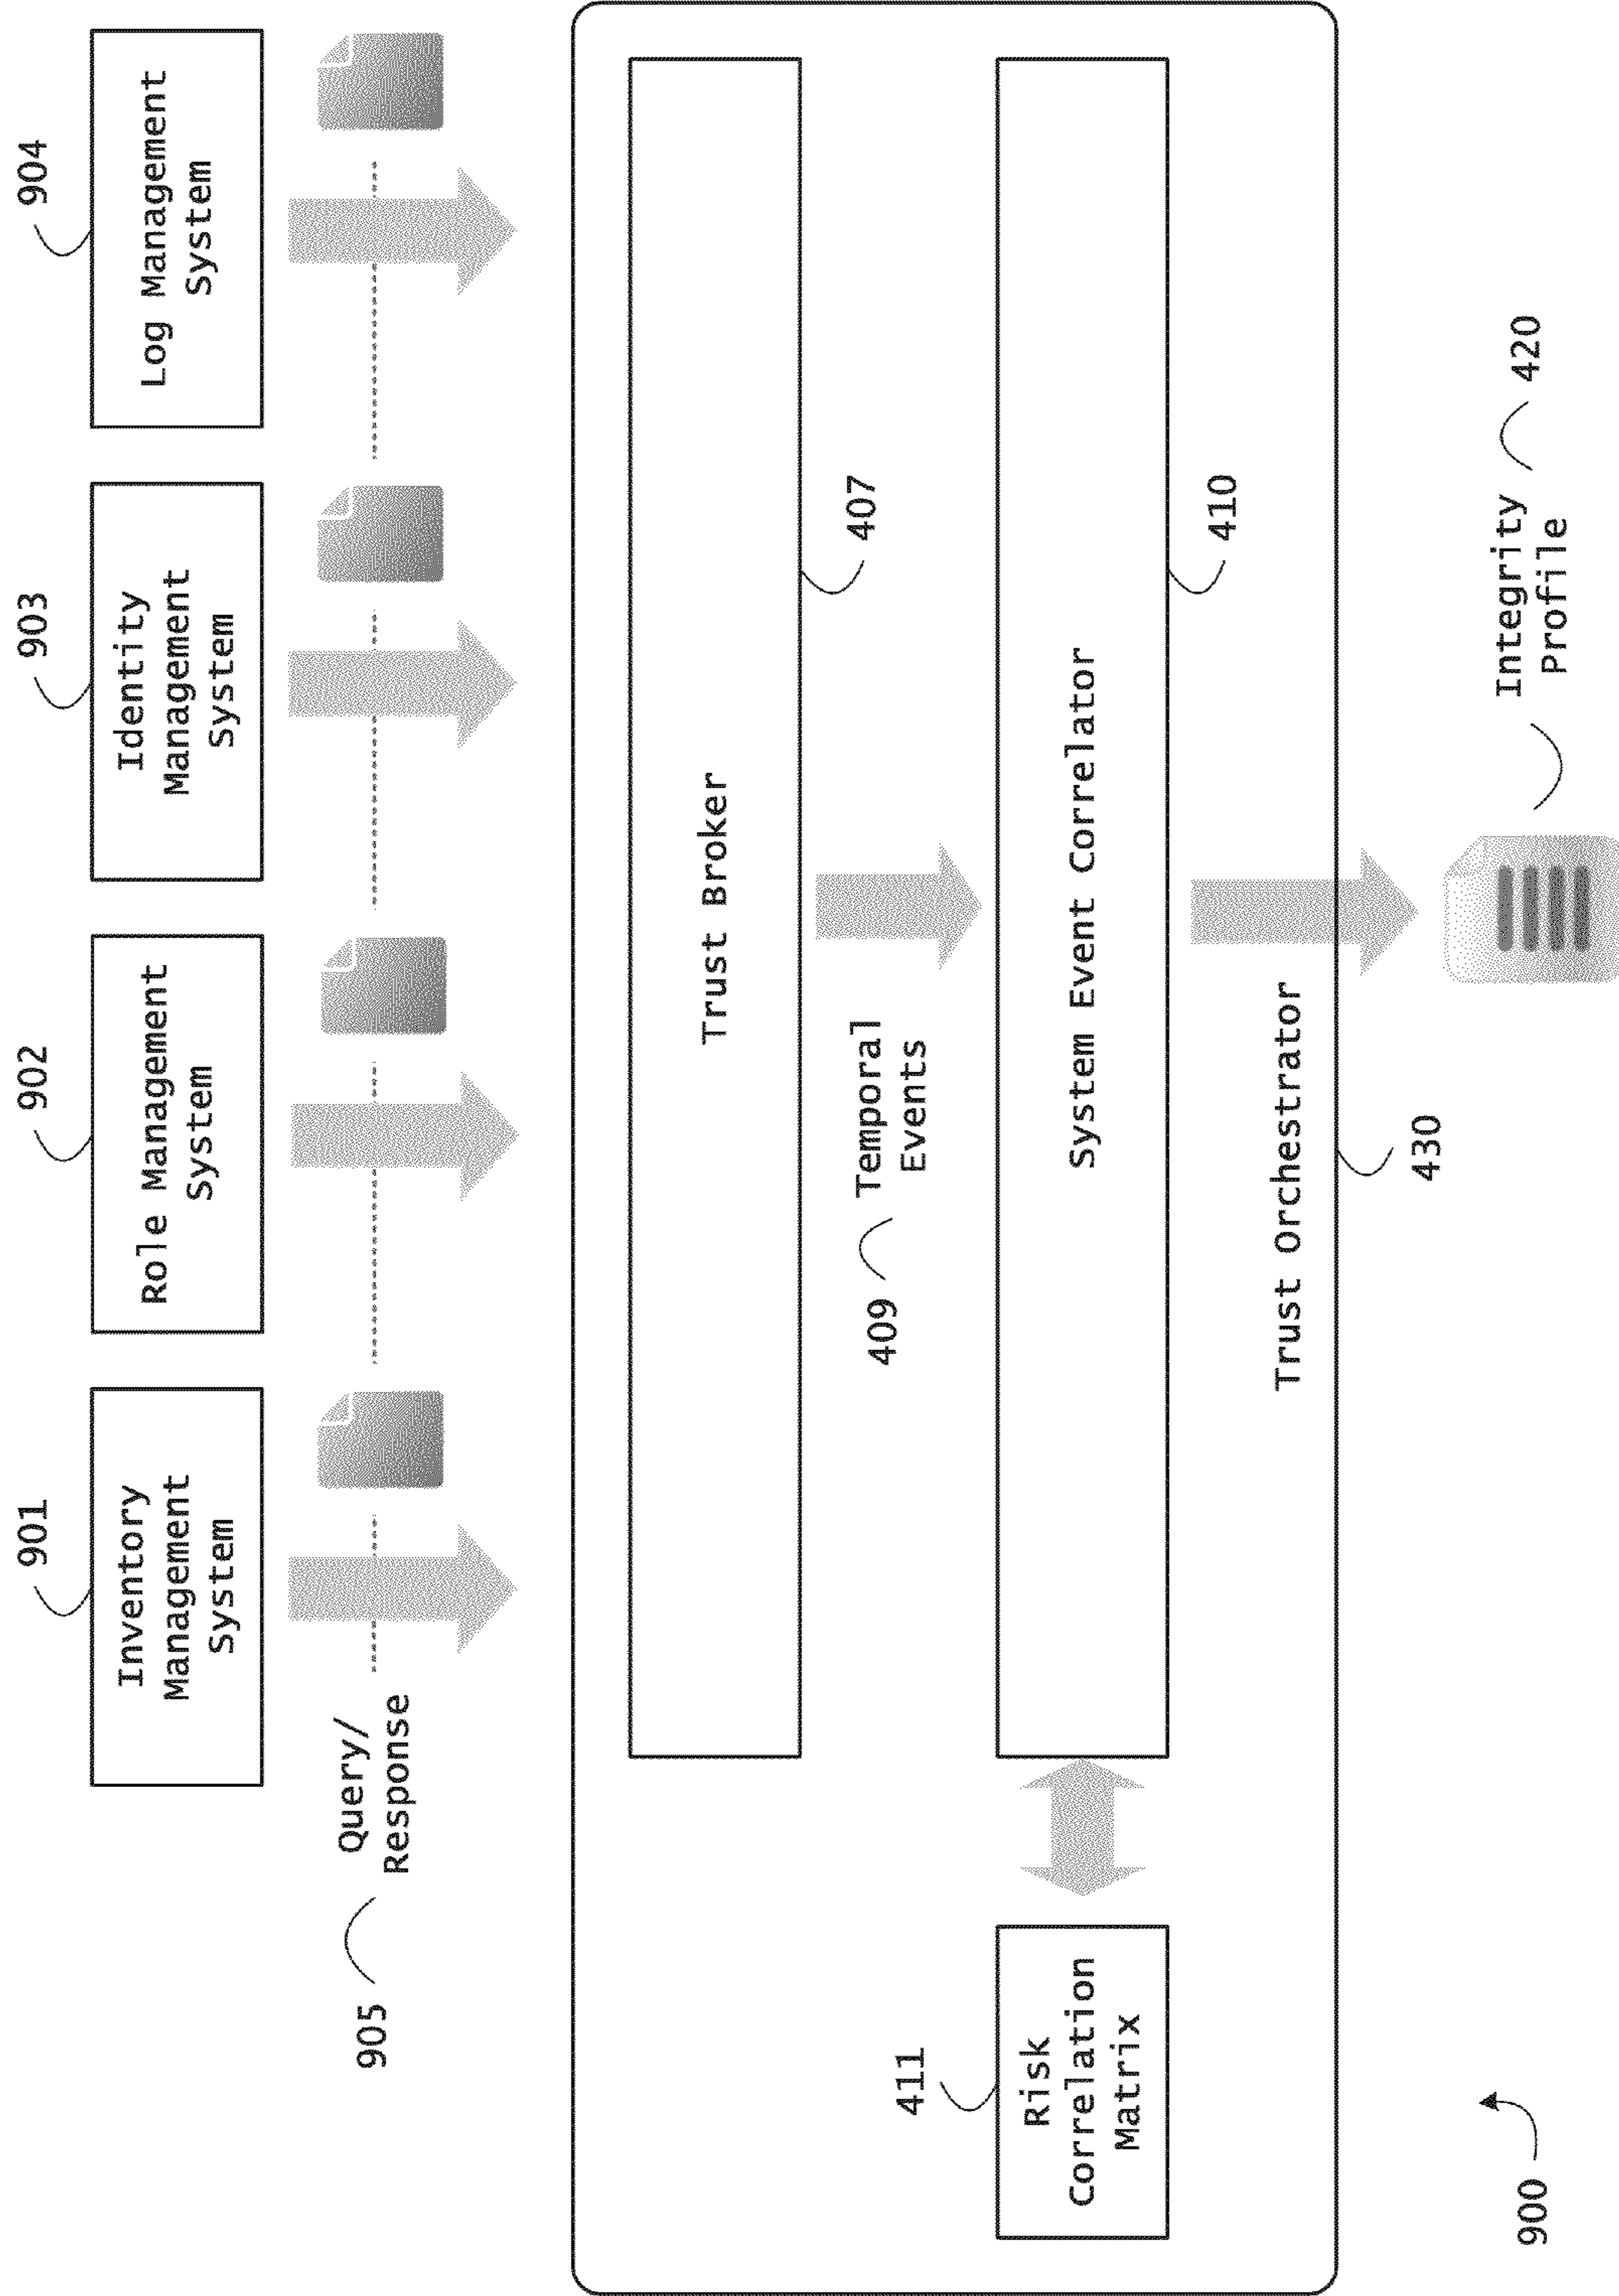 901
902
903
904
Inventory
Management
System
Role Management
System
Identity
Management
System
Log Management
System
905
Query/
Response
Trust Broker
407
409
Temporal
Events
411
Risk
Correlation
Matrix
System Event Correlator
410
Trust Orchestrator
430
900
Integrity
Profile
420